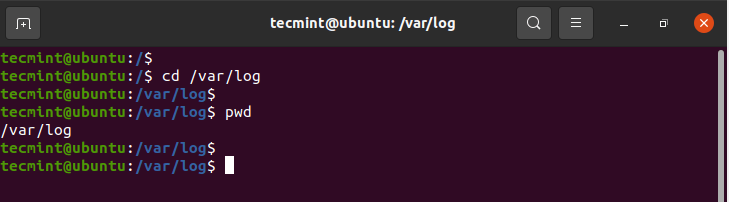 tecmint@ubuntu: /var/log
tecmint@ubuntu:/$
tecmint@ubuntu:/$ cd /var/log
tecmint@ubuntu:/var/log$
tecmint@ubuntu:/var/log$ pwd
/var/log
tecmint@ubuntu:/var/log$
tecmint@ubuntu:/var/log$